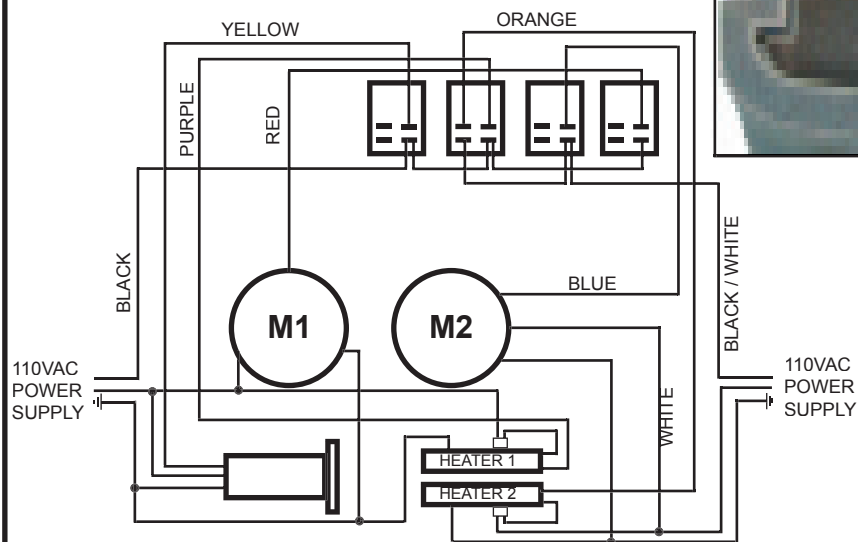 ORANGE
YELLOW
PURPLE
RED
BLACK
M1
M2
BLUE
BLACK / WHITE
110VAC
POWER
SUPPLY
110VAC
POWER
SUPPLY
WHITE
HEATER 1
HEATER 2